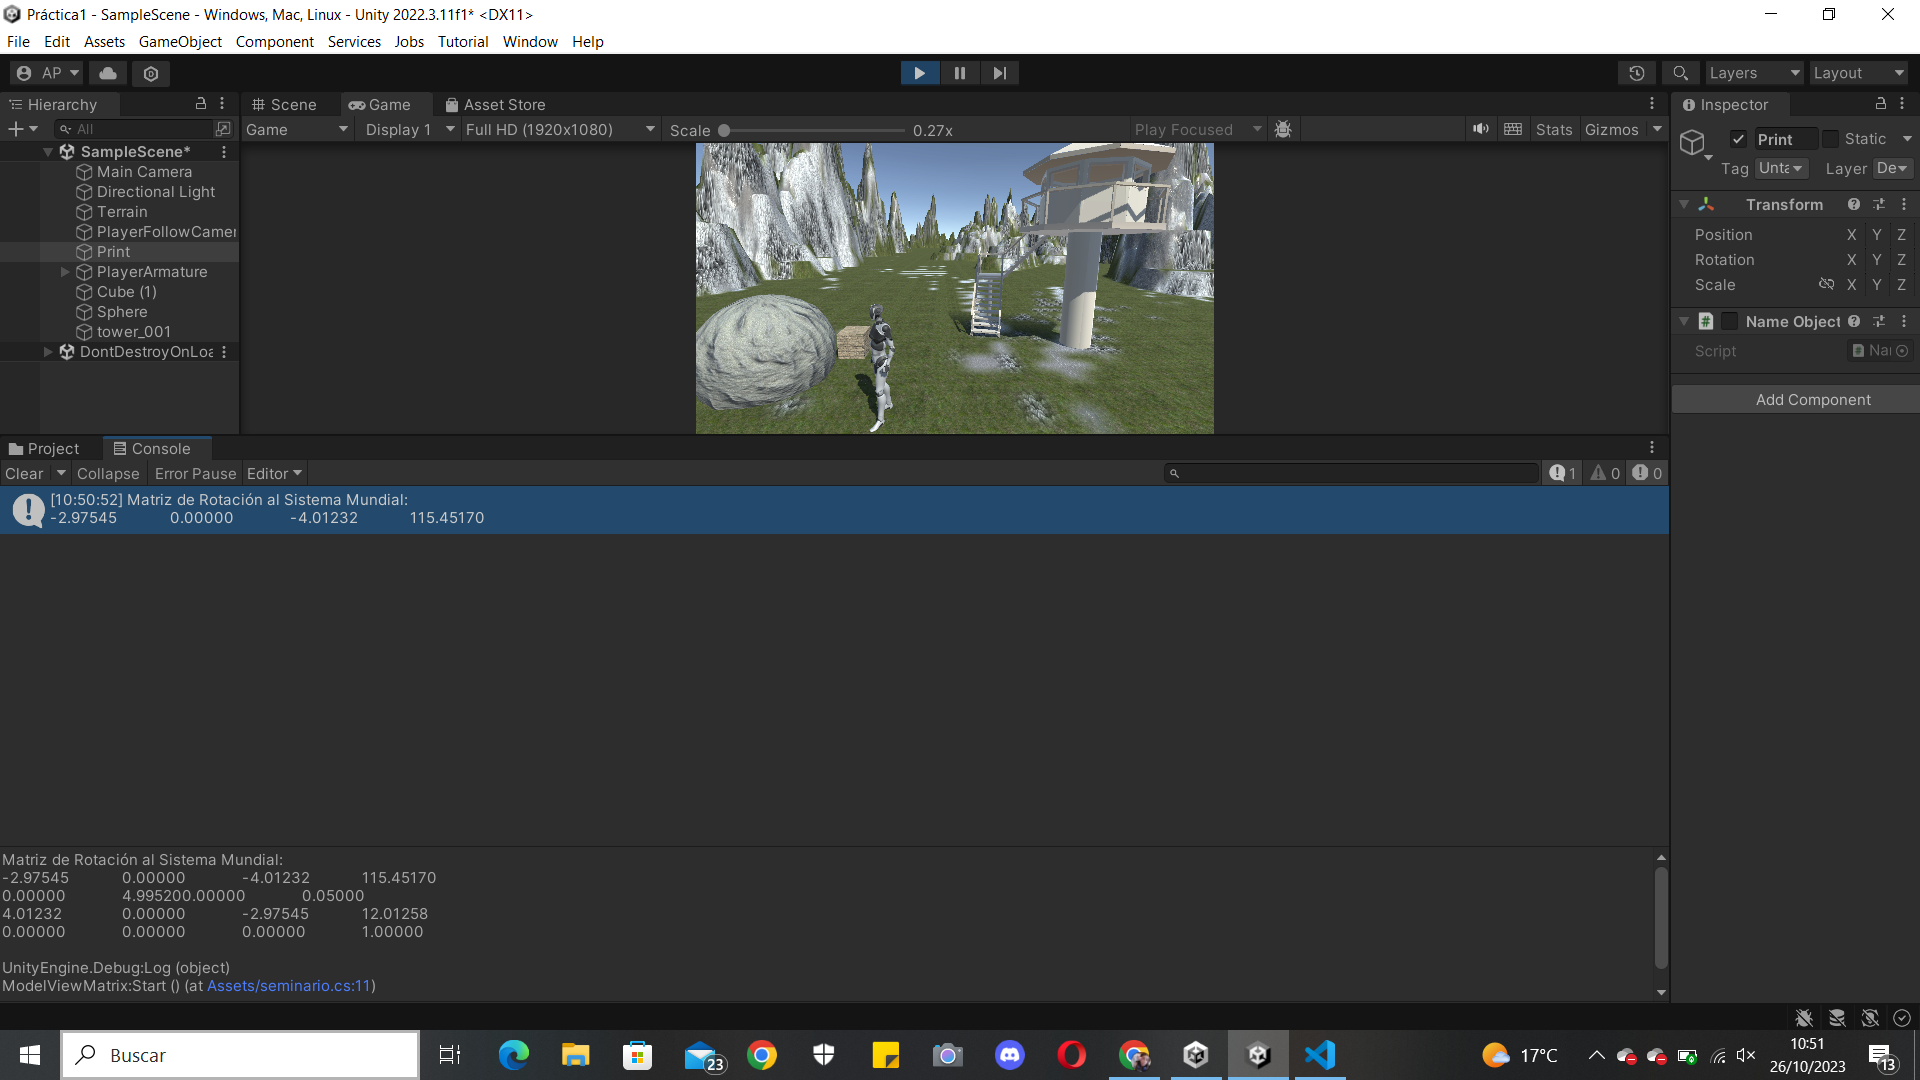 Práctica1 - SampleScene - Windows, Mac, Linux - Unity 2022.3.11f1* <DX11>
File Edit Assets GameObject Component Services Jobs Tutorial Window Help
AP Layers Layout
Hierarchy Scene Game Asset Store Inspector
All Game Display 1 Full HD (1920x1080) Scale 0.27x Play Focused Stats Gizmos
Print Static
SampleScene*
Main Camera
Tag Unta Layer De
Directional Light
Transform
Terrain
PlayerFollowCamer
Position X Y Z
Print
Rotation X Y Z
PlayerArmature
Scale X Y Z
Cube (1)
Sphere
Name Object
tower_001
Script Nai
DontDestroyOnLoa
Add Component
Project Console
Clear Collapse Error Pause Editor 1 0 0
[10:50:52] Matriz de Rotación al Sistema Mundial:
-2.97545 0.00000 -4.01232 115.45170
Matriz de Rotación al Sistema Mundial:
-2.97545 0.00000 -4.01232 115.45170
0.00000 4.995200.00000 0.05000
4.01232 0.00000 -2.97545 12.01258
0.00000 0.00000 0.00000 1.00000
UnityEngine.Debug:Log (object)
ModelViewMatrix:Start () (at Assets/seminario.cs:11)
Buscar 23 17°C 10:51
26/10/2023 13